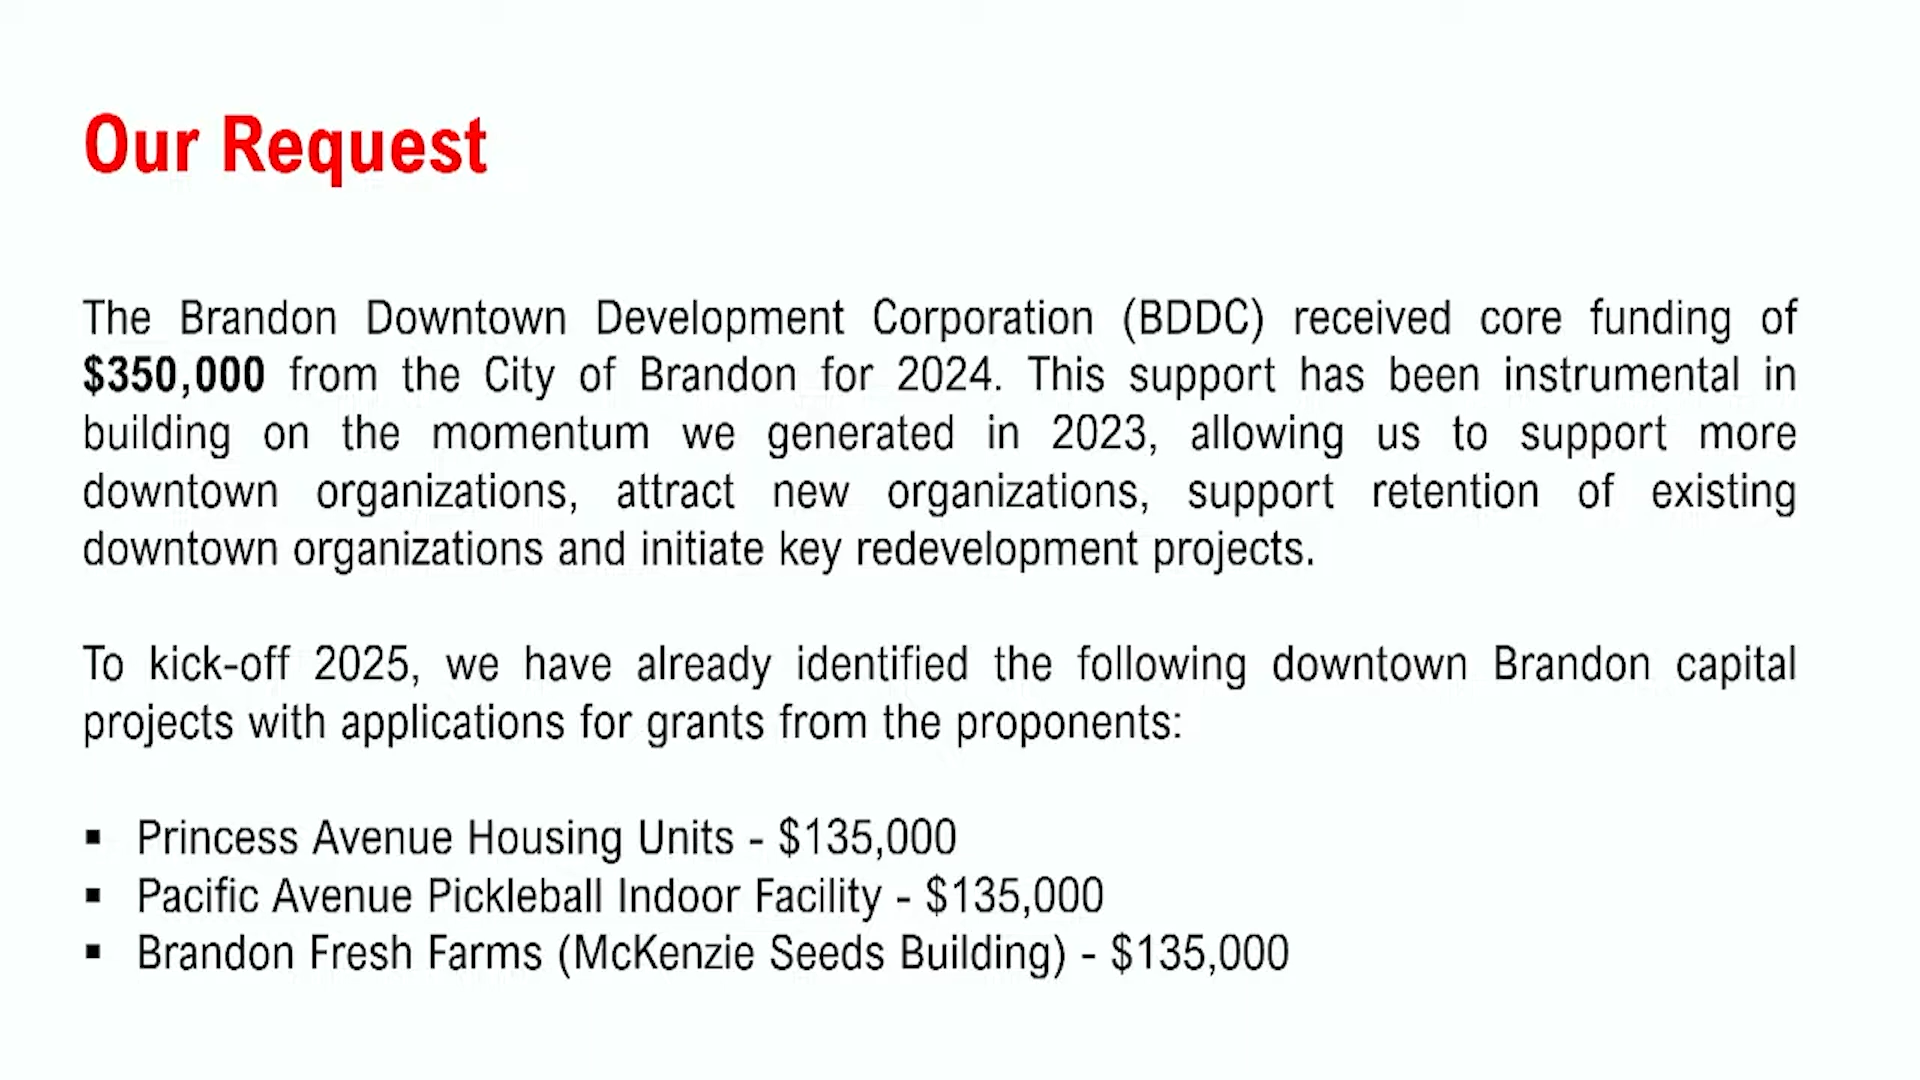 Our Request
The Brandon Downtown Development Corporation (BDDC) received core funding of
$350,000 from the City of Brandon for 2024. This support has been instrumental in
building on the momentum we generated in 2023, allowing us to support more
downtown organizations, attract new organizations, support retention of existing
downtown organizations and initiate key redevelopment projects.
To kick-off 2025, we have already identified the following downtown Brandon capital
projects with applications for grants from the proponents:
▪ Princess Avenue Housing Units - $135,000
▪ Pacific Avenue Pickleball Indoor Facility - $135,000
▪ Brandon Fresh Farms (McKenzie Seeds Building) - $135,000